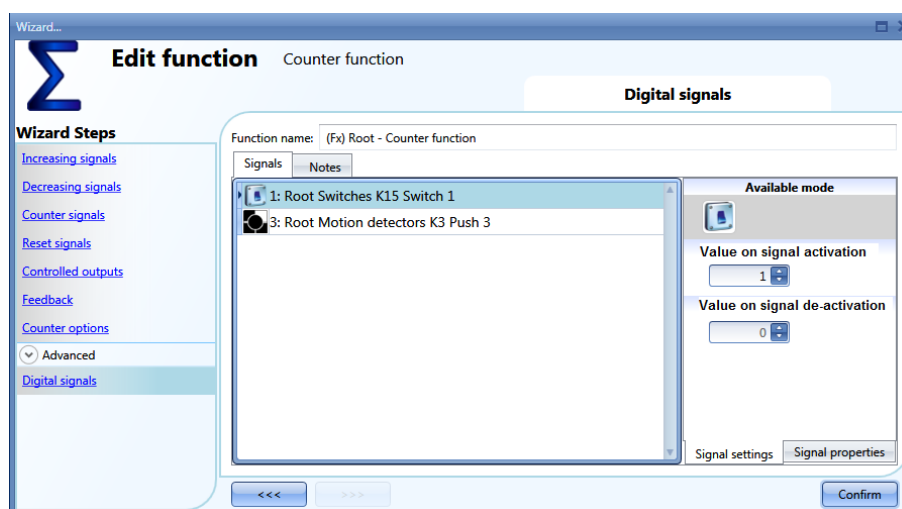 Wizard...
Edit function Counter function
Digital signals
Wizard Steps
Increasing signals
Decreasing signals
Counter signals
Reset signals
Controlled outputs
Feedback
Counter options
Advanced
Digital signals
Function name: (Fx) Root - Counter function
Signals Notes
1: Root Switches K15 Switch 1
3: Root Motion detectors K3 Push 3
Available mode
Value on signal activation
1
Value on signal de-activation
0
Signal settings Signal properties
<<< >>> Confirm